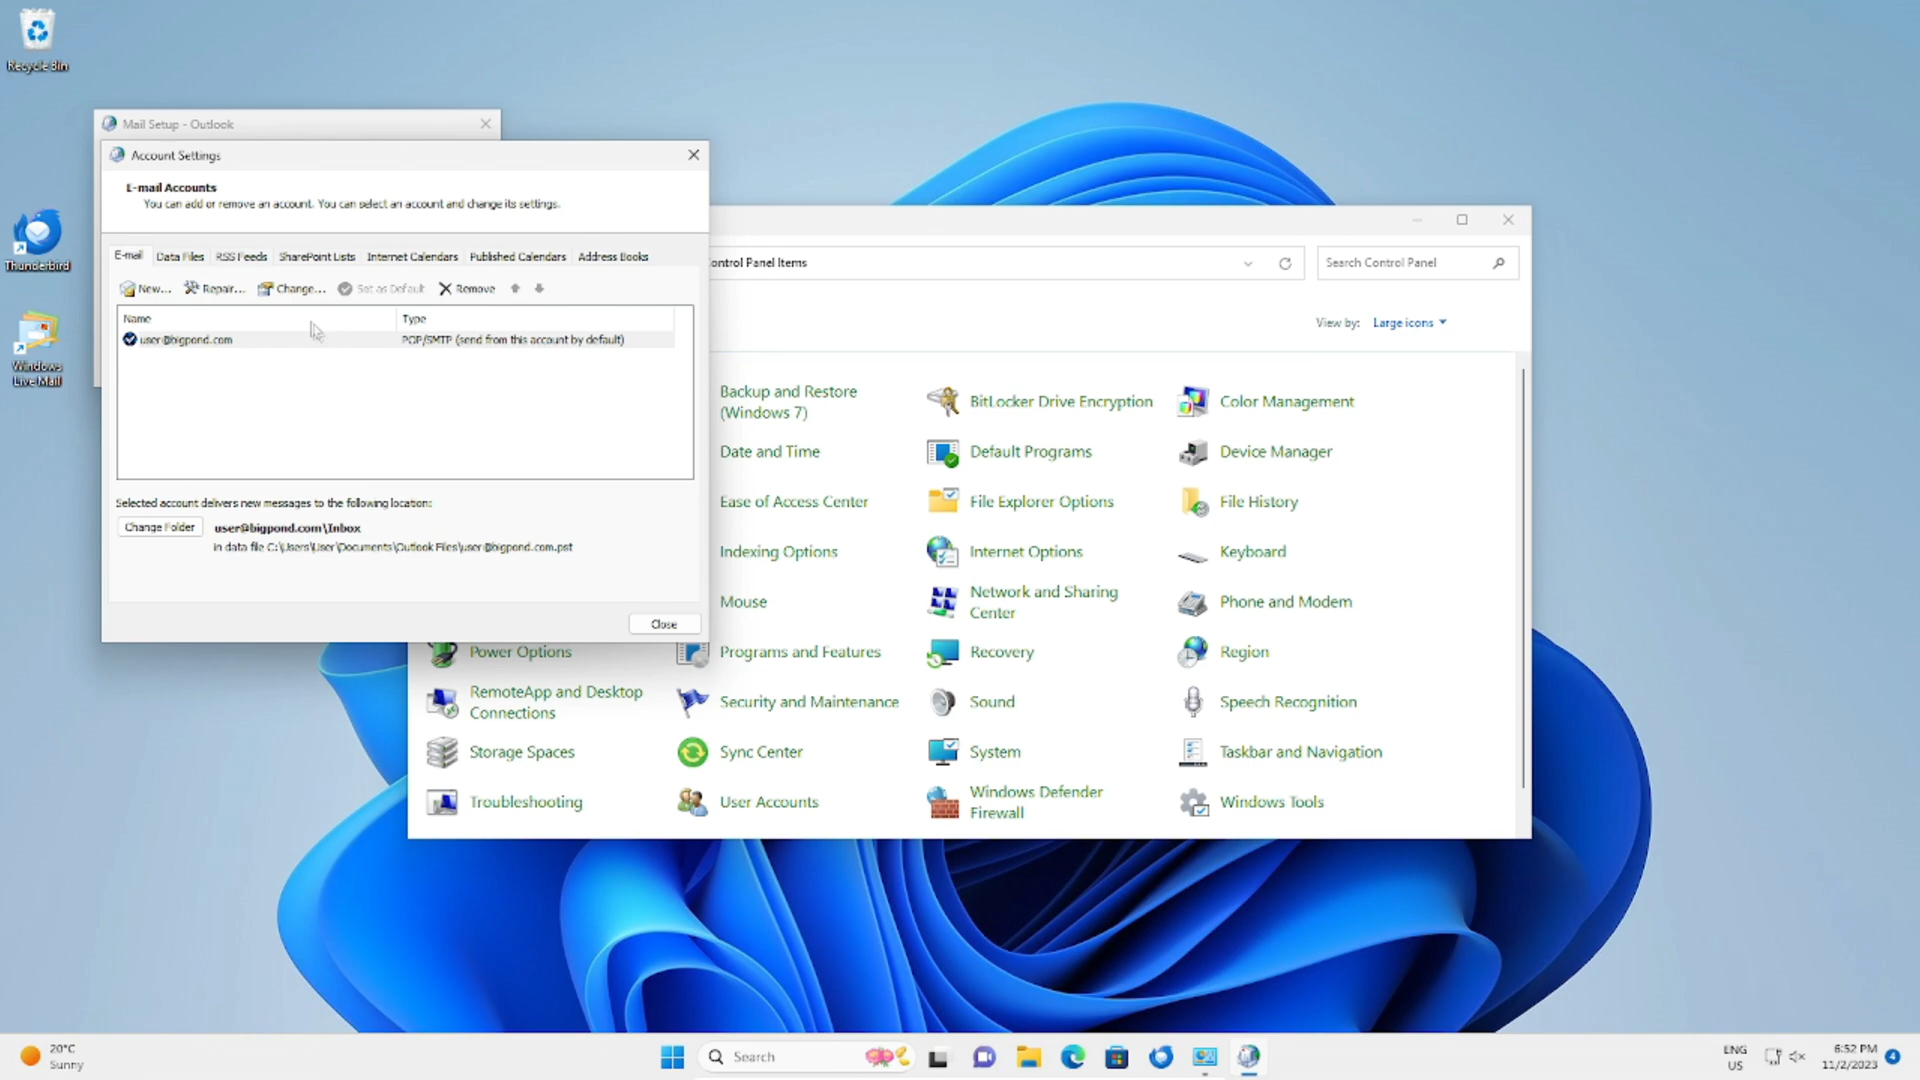 Recycle Bin
Thunderbird
Windows
Live Mail
Mail Setup - Outlook
Account Settings
E-mail Accounts
You can add or remove an account. You can select an account and change its settings.
E-mail Data Files RSS Feeds SharePoint Lists Internet Calendars Published Calendars Address Books
New... Repair... Change... Set as Default Remove
Name Type
user@bigpond.com POP/SMTP (send from this account by default)
Selected account delivers new messages to the following location:
Change Folder user@bigpond.com\Inbox
in data file C:\Users\User\Documents\Outlook Files\user@bigpond.com.pst
Close
ontrol Panel Items
Search Control Panel
View by: Large icons
Backup and Restore
(Windows 7)
BitLocker Drive Encryption
Color Management
Date and Time
Default Programs
Device Manager
Ease of Access Center
File Explorer Options
File History
Indexing Options
Internet Options
Keyboard
Mouse
Network and Sharing
Center
Phone and Modem
Power Options
Programs and Features
Recovery
Region
RemoteApp and Desktop
Connections
Security and Maintenance
Sound
Speech Recognition
Storage Spaces
Sync Center
System
Taskbar and Navigation
Troubleshooting
User Accounts
Windows Defender
Firewall
Windows Tools
20°C
Sunny
Search
ENG
US
6:52 PM
11/2/2023
4